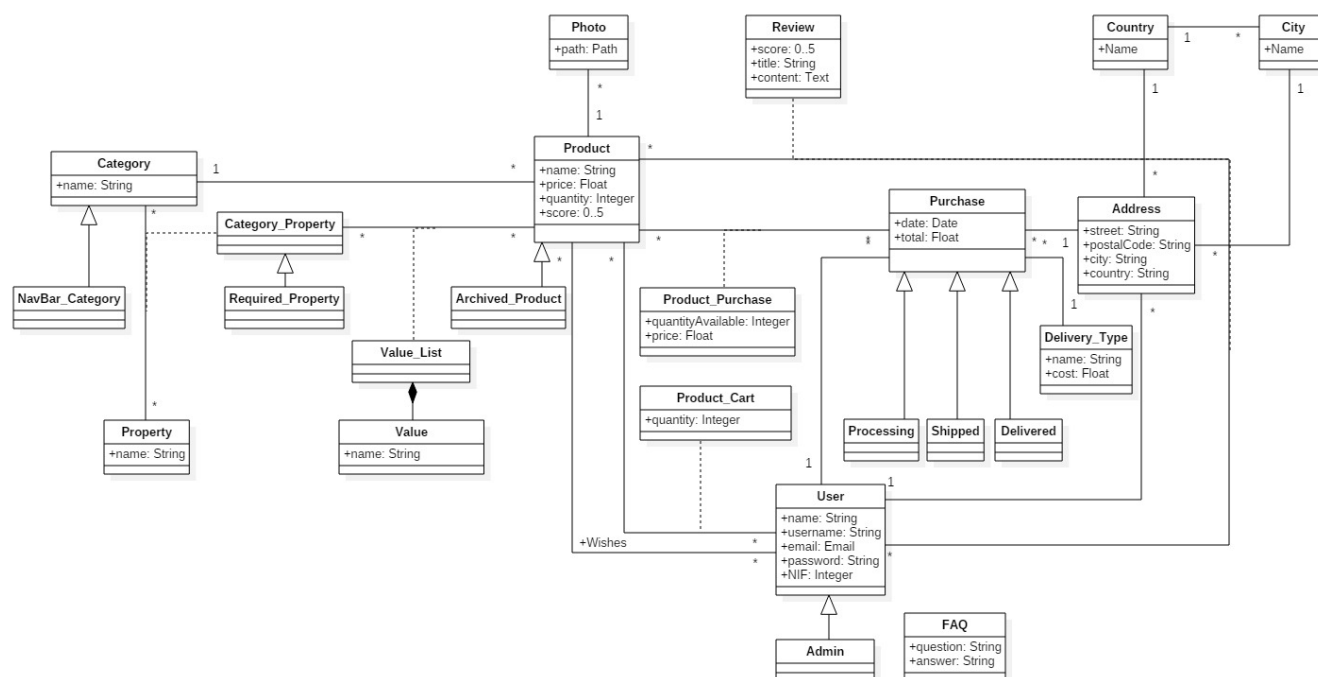 Photo
+path: Path
Review
+score: 0..5
+title: String
+content: Text
Country
+Name
City
+Name
1
*
*
1
1
1
Category
+name: String
1
*
Product
+name: String
+price: Float
+quantity: Integer
+score: 0..5
*
*
*
Purchase
+date: Date
+total: Float
Address
+street: String
+postalCode: String
+city: String
+country: String
*
Category_Property
*
*
*
*
*
*
*
1
*
*
*
*
NavBar_Category
Required_Property
Archived_Product
Product_Purchase
+quantityAvailable: Integer
+price: Float
1
*
Delivery_Type
+name: String
+cost: Float
Value_List
Product_Cart
+quantity: Integer
*
Property
+name: String
Value
+name: String
Processing
Shipped
Delivered
1
1
User
+name: String
+username: String
+email: Email
+password: String
+NIF: Integer
+Wishes
*
*
*
Admin
FAQ
+question: String
+answer: String